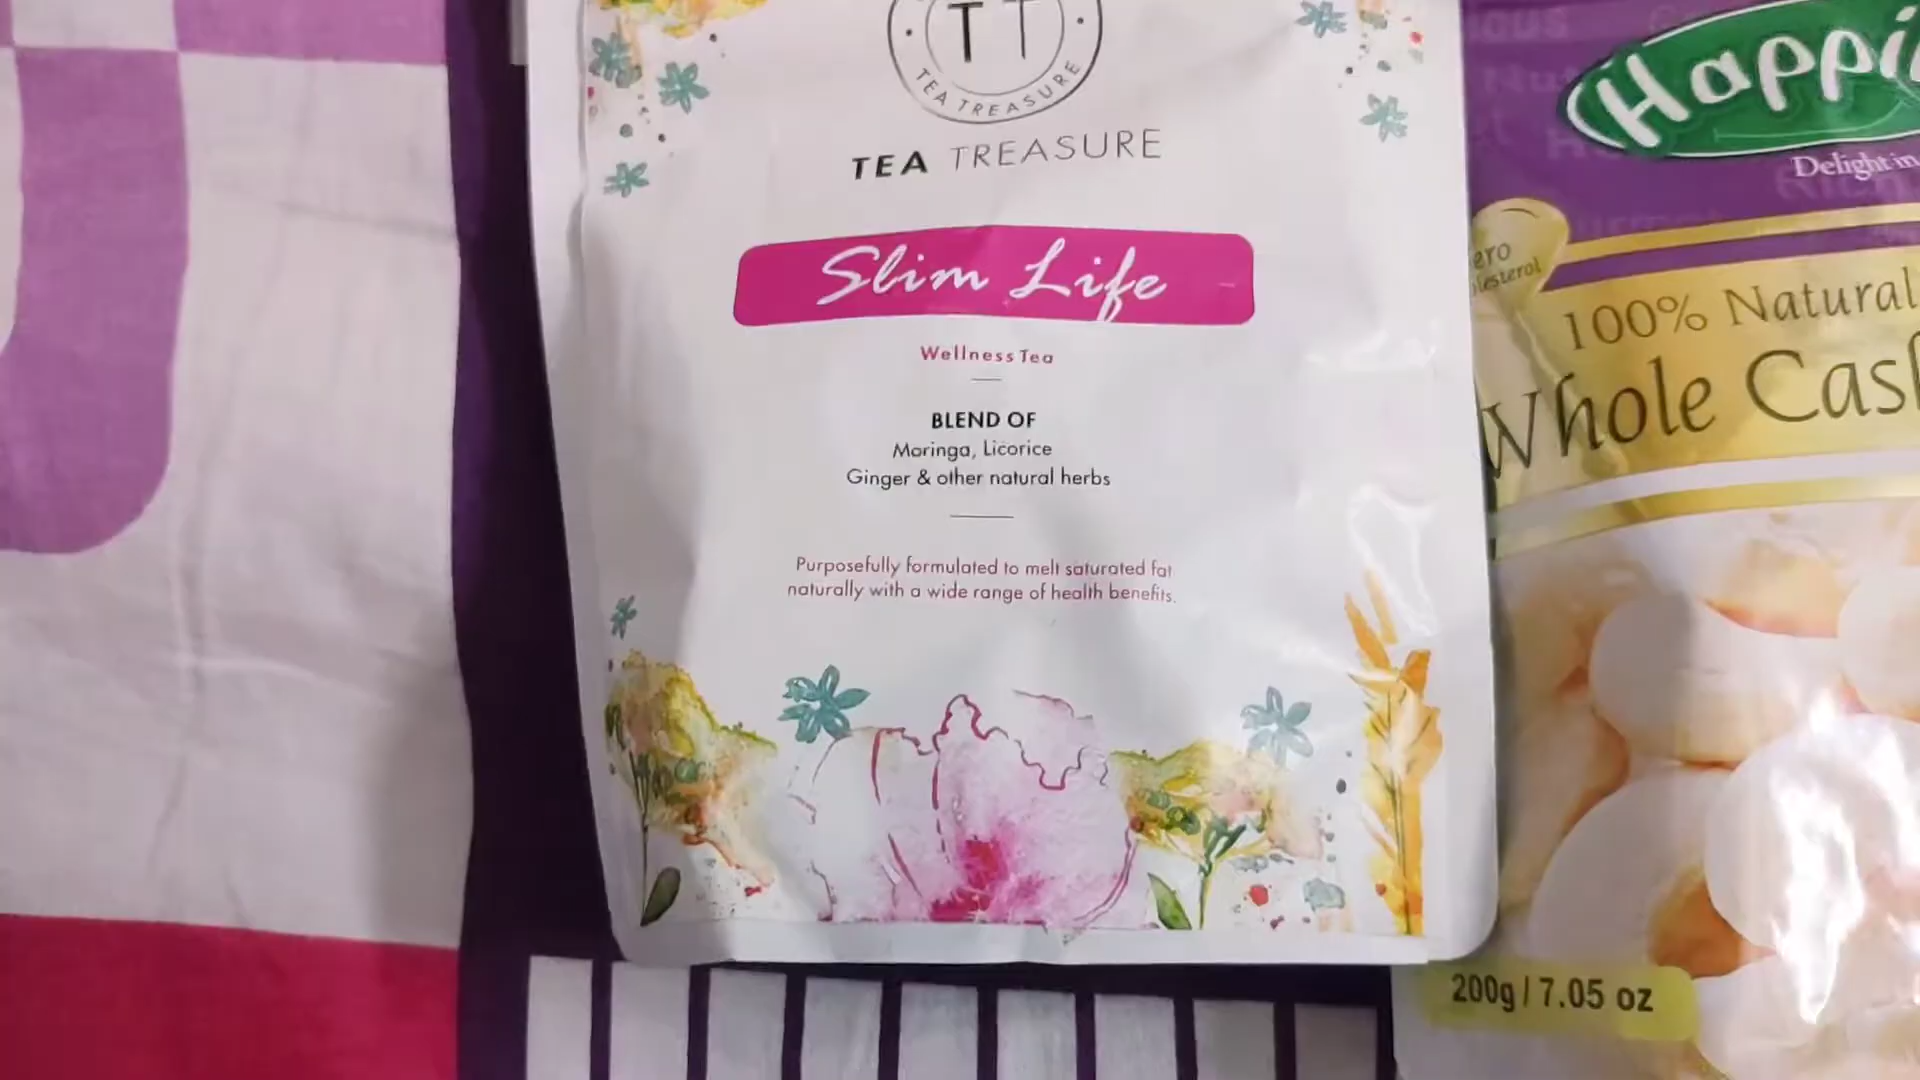 TT
TEA TREASURE
TEA TREASURE
Slim Life
Wellness Tea
BLEND OF
Moringa, Licorice
Ginger & other natural herbs
Purposefully formulated to melt saturated fat
naturally with a wide range of health benefits.
Happi
Delight in
100% Natural
Whole Cas
200g / 7.05 oz